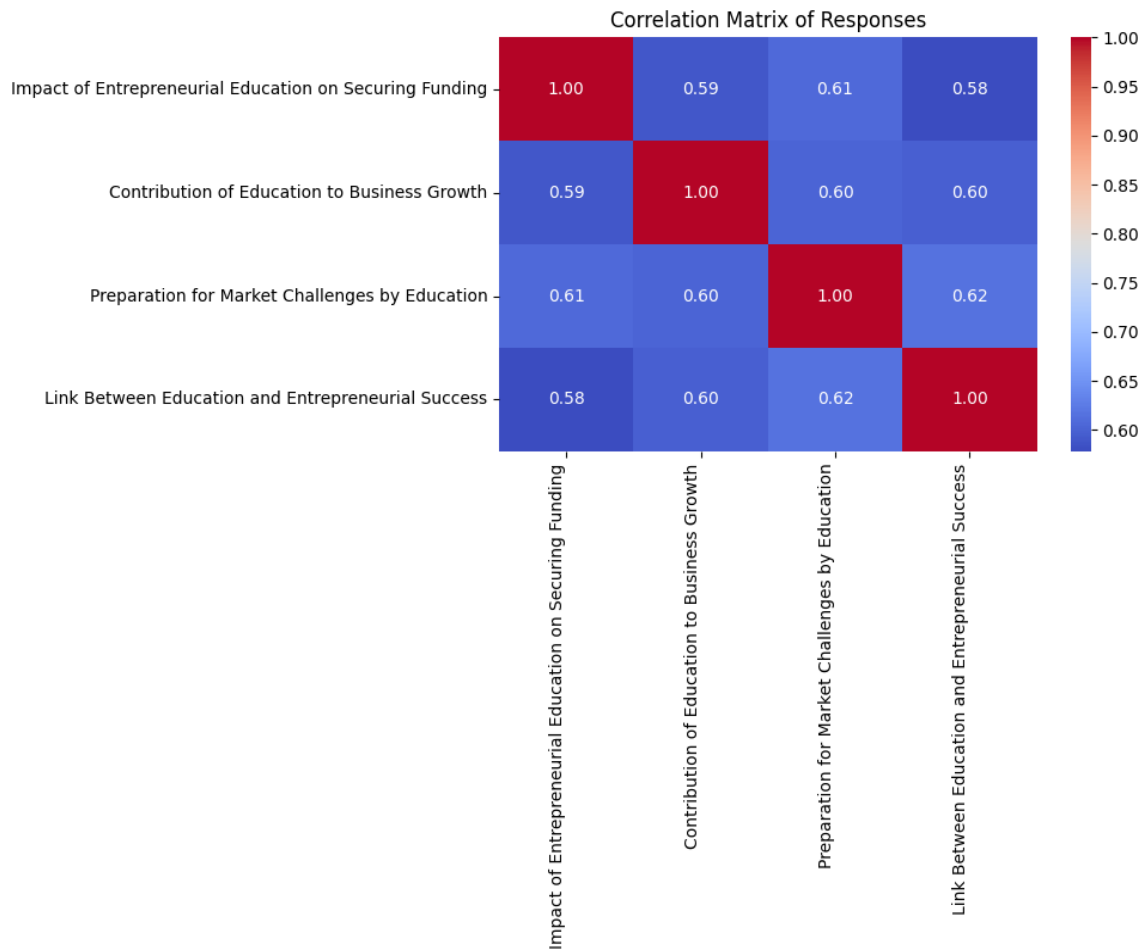 Correlation Matrix of Responses
Impact of Entrepreneurial Education on Securing Funding
1.00 0.59 0.61 0.58
Contribution of Education to Business Growth
0.59 1.00 0.60 0.60
Preparation for Market Challenges by Education
0.61 0.60 1.00 0.62
Link Between Education and Entrepreneurial Success
0.58 0.60 0.62 1.00
Impact of Entrepreneurial Education on Securing Funding
Contribution of Education to Business Growth
Preparation for Market Challenges by Education
Link Between Education and Entrepreneurial Success
1.00
0.95
0.90
0.85
0.80
0.75
0.70
0.65
0.60